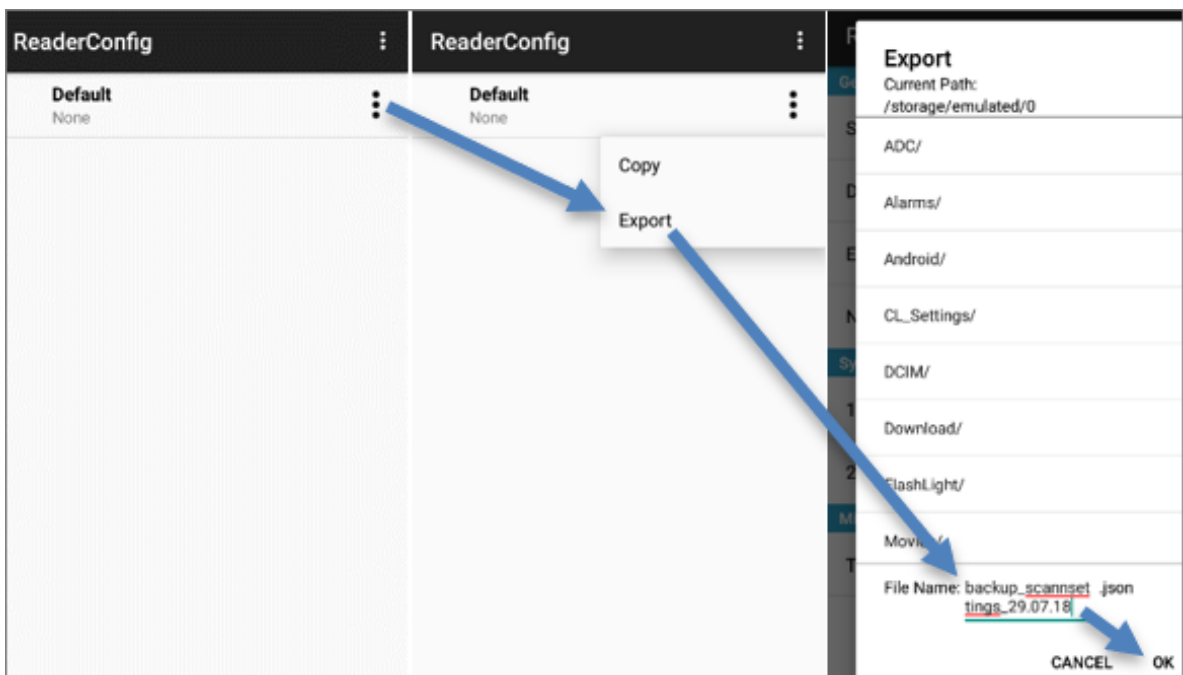 ReaderConfig
Default
None
ReaderConfig
Default
None
Copy
Export
Export
Current Path:
/storage/emulated/0
ADC/
Alarms/
Android/
CL_Settings/
DCIM/
Download/
FlashLight/
File Name: backup_scannset .json
tings_29.07.18
CANCEL OK